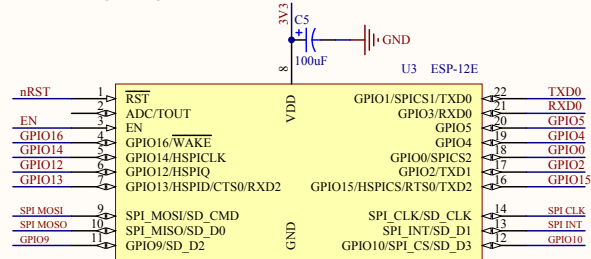 3V3
C5
GND
100uF
U3 ESP-12E
8
VDD
nRST 1 RST GPIO1/SPICS1/TXD0 22 TXD0
2 ADC/TOUT GPIO3/RXD0 21 RXD0
EN 3 EN GPIO5 20 GPIO5
GPIO16 4 GPIO16/WAKE GPIO4 19 GPIO4
GPIO14 5 GPIO14/HSPICLK GPIO0/SPICS2 18 GPIO0
GPIO12 6 GPIO12/HSPIQ GPIO2/TXD1 17 GPIO2
GPIO13 7 GPIO13/HSPID/CTS0/RXD2 GPIO15/HSPICS/RTS0/TXD2 16 GPIO15
SPI MOSI 9 SPI_MOSI/SD_CMD SPI_CLK/SD_CLK 14 SPI CLK
SPI MOSO 10 SPI_MISO/SD_D0 SPI_INT/SD_D1 13 SPI INT
GPIO9 11 GPIO9/SD_D2 GPIO10/SPI_CS/SD_D3 12 GPIO10
GND